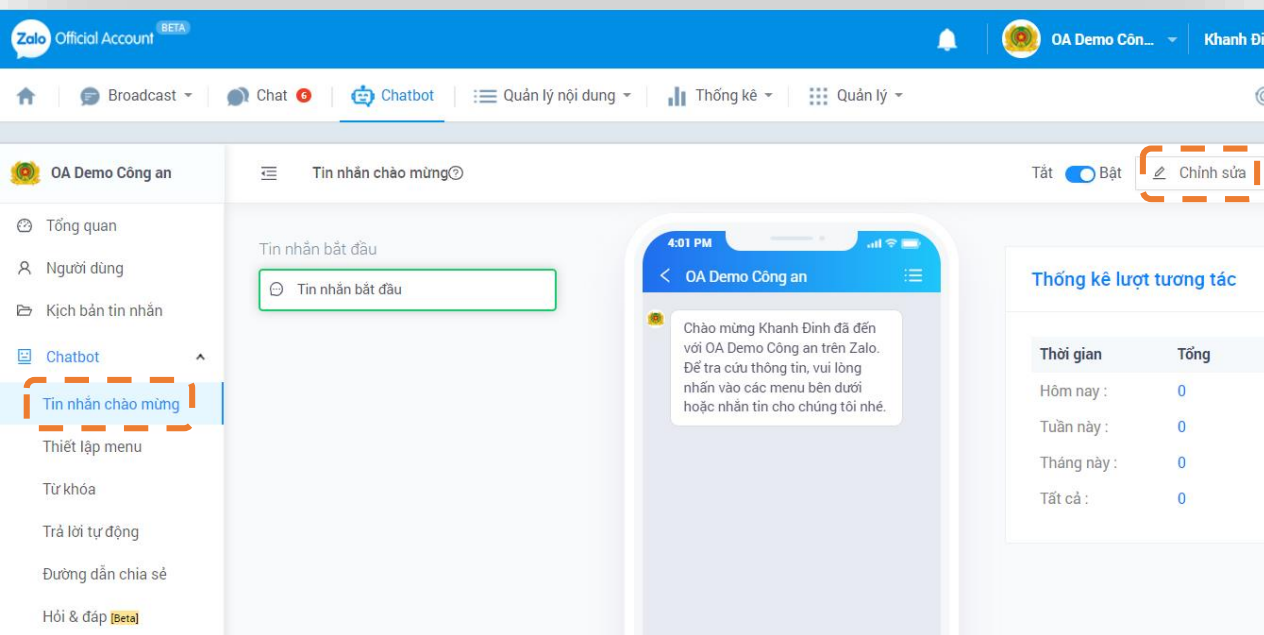 Zalo Official Account BETA
OA Demo Côn...
Khanh Đi
Broadcast
Chat 6
Chatbot
Quản lý nội dung
Thống kê
Quản lý
OA Demo Công an
Tin nhắn chào mừng
Tắt Bật
Chỉnh sửa
Tổng quan
Người dùng
Kịch bản tin nhắn
Chatbot
Tin nhắn chào mừng
Thiết lập menu
Từ khóa
Trả lời tự động
Đường dẫn chia sẻ
Hỏi & đáp [Beta]
Tin nhắn bắt đầu
Tin nhắn bắt đầu
4:01 PM
OA Demo Công an
Chào mừng Khanh Đinh đã đến
với OA Demo Công an trên Zalo.
Để tra cứu thông tin, vui lòng
nhấn vào các menu bên dưới
hoặc nhắn tin cho chúng tôi nhé.
Thống kê lượt tương tác
Thời gian Tổng
Hôm nay : 0
Tuần này : 0
Tháng này : 0
Tất cả : 0